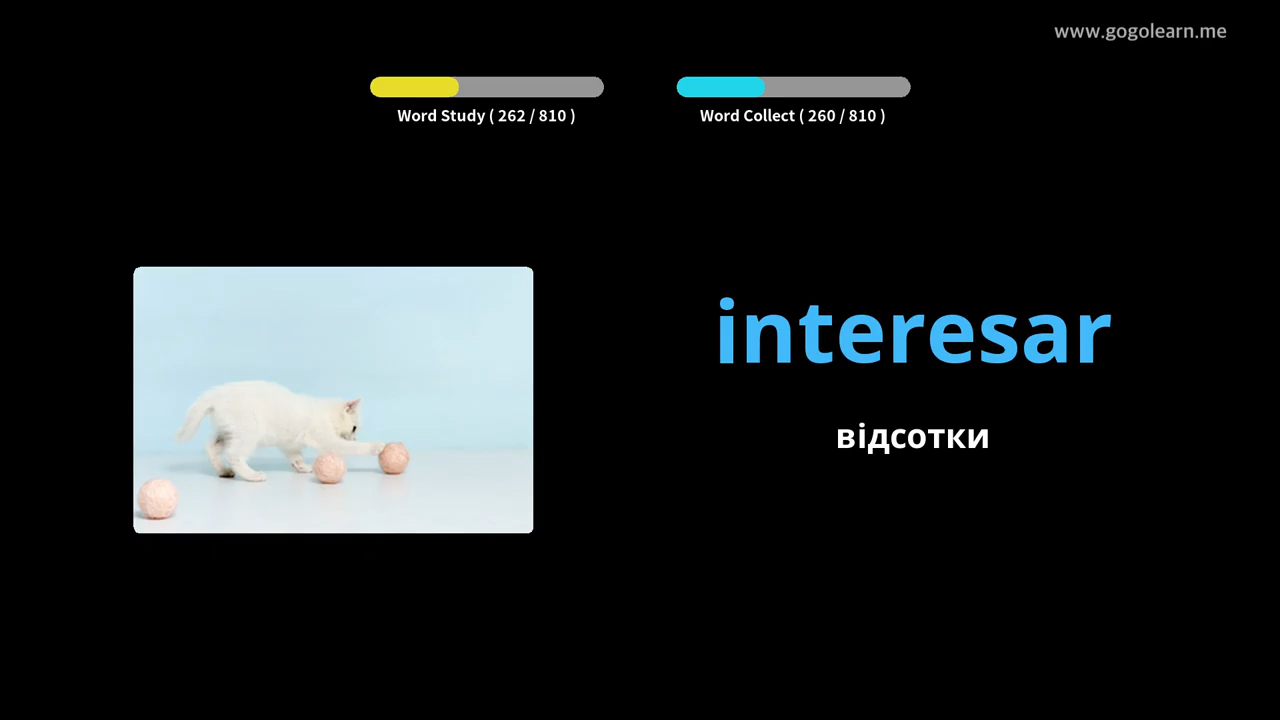 www.gogolearn.me
Word Study ( 262 / 810 )
Word Collect ( 260 / 810 )
interesar
відсотки